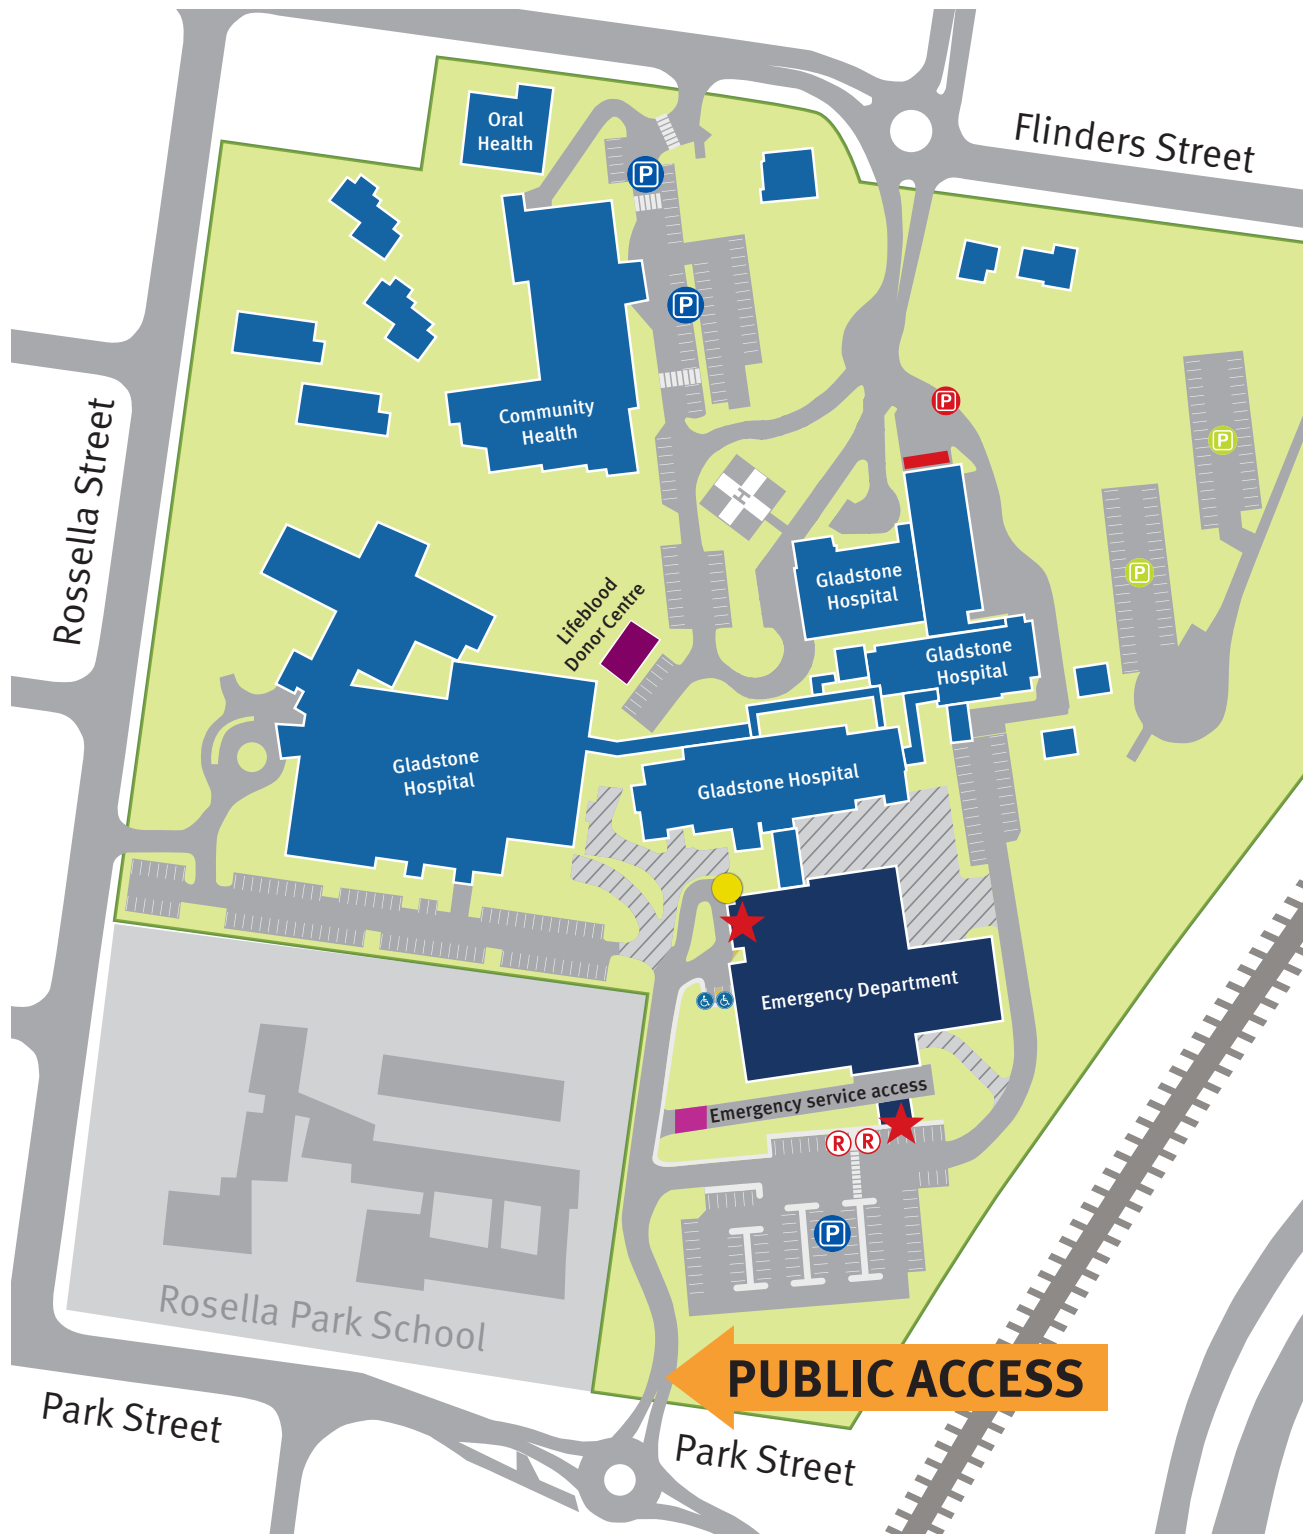 Oral
Health
Flinders Street
P
P
Community
Health
P
P
P
H
Rossella Street
Lifeblood
Donor Centre
Gladstone
Hospital
Gladstone
Hospital
Gladstone
Hospital
Gladstone Hospital
Emergency Department
Emergency service access
R R
P
Rosella Park School
PUBLIC ACCESS
Park Street
Park Street